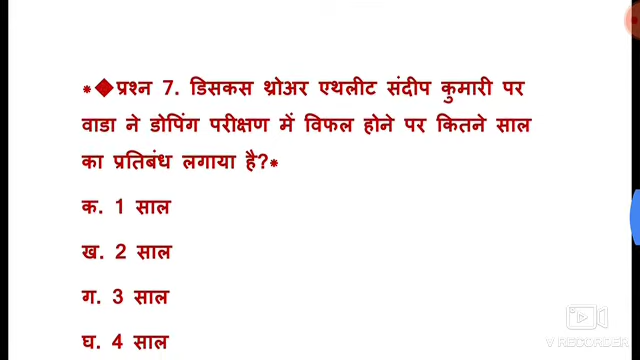 *◆प्रश्न 7. डिसकस थ्रोअर एथलीट संदीप कुमारी पर
वाडा ने डोपिंग परीक्षण में विफल होने पर कितने साल
का प्रतिबंध लगाया है?*
क. 1 साल
ख. 2 साल
ग. 3 साल
घ. 4 साल
V RECORDER